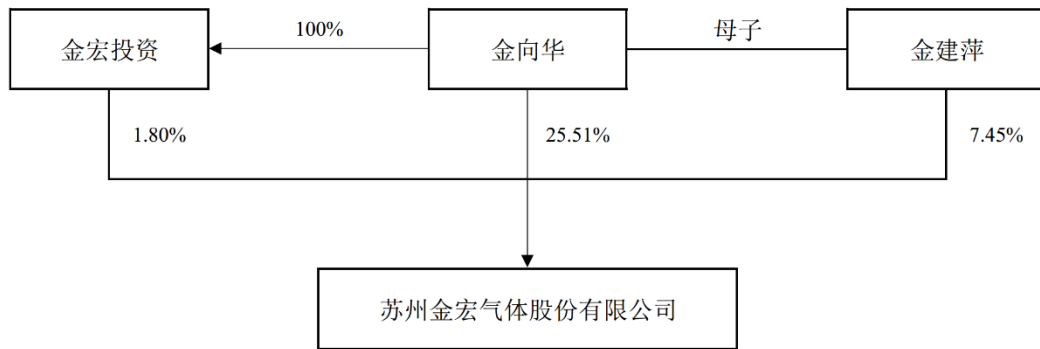 100%
母子
金宏投资
金向华
金建萍
1.80%
25.51%
7.45%
苏州金宏气体股份有限公司